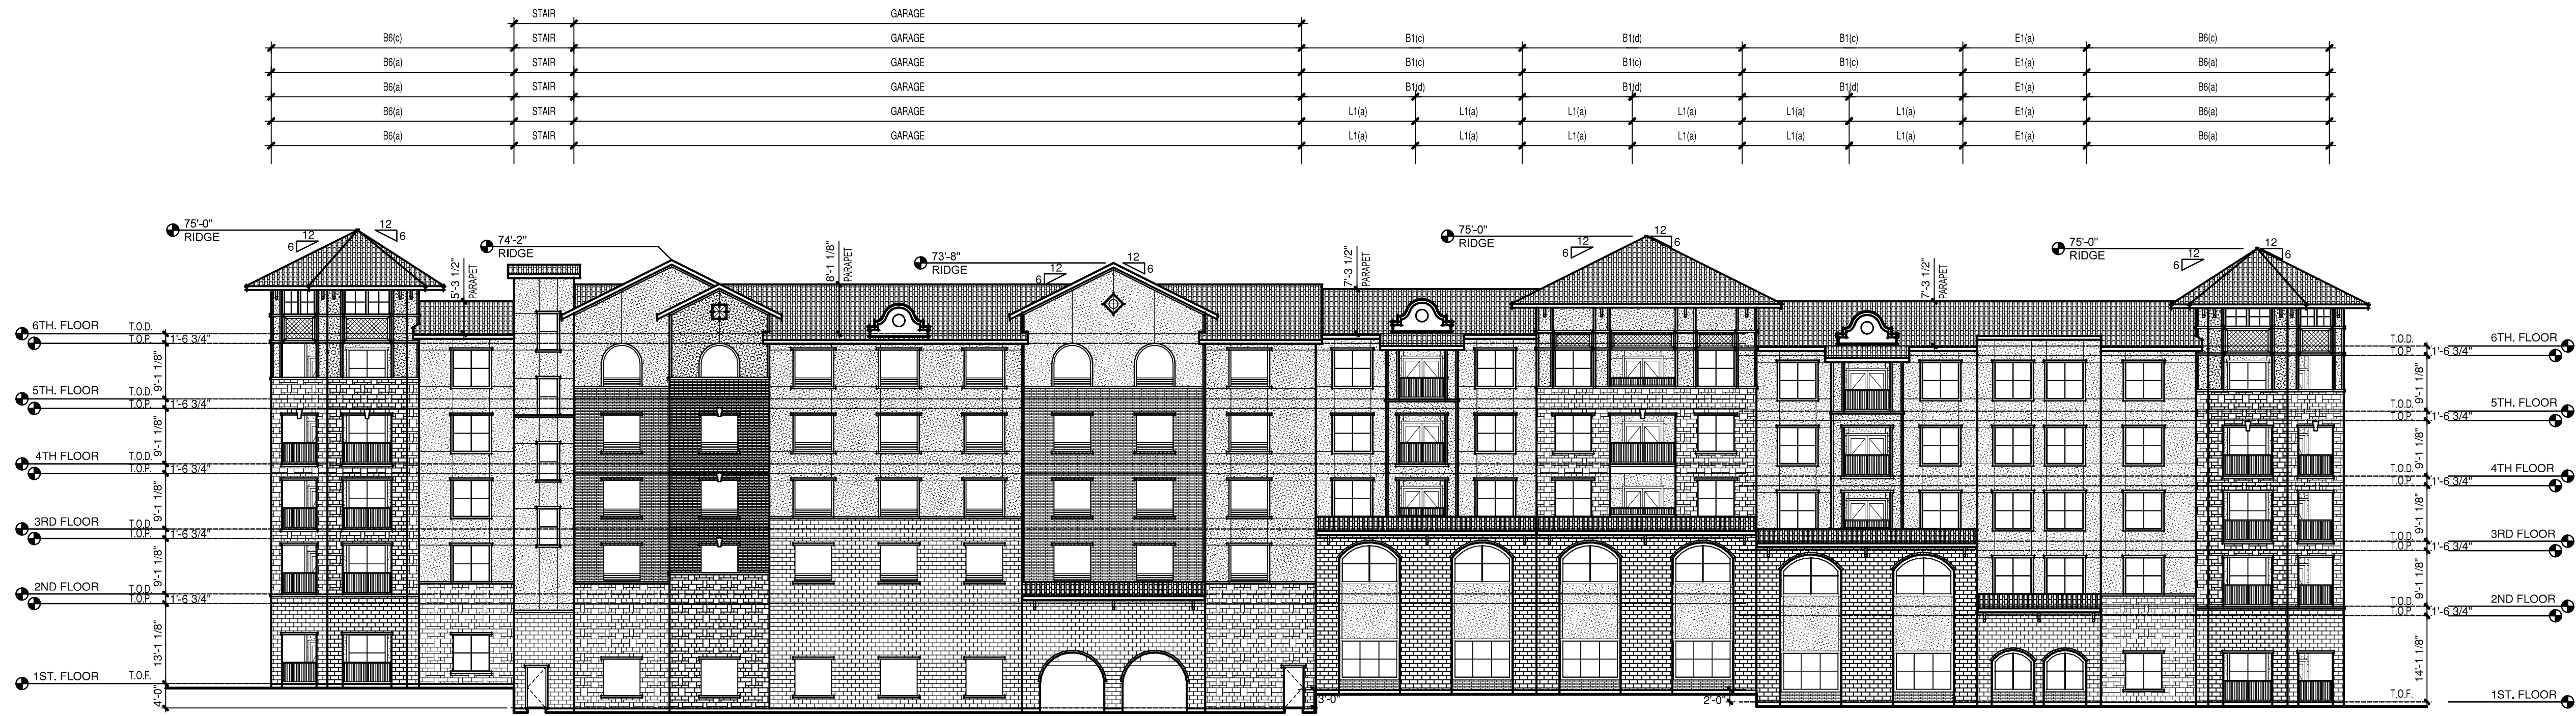 STAIR GARAGE
B6(c) STAIR GARAGE B1(c) B1(d) B1(c) E1(a) B6(c)
B6(a) STAIR GARAGE B1(c) B1(c) B1(c) E1(a) B6(a)
B6(a) STAIR GARAGE B1(d) B1(d) B1(d) E1(a) B6(a)
B6(a) STAIR GARAGE L1(a) L1(a) L1(a) L1(a) L1(a) L1(a) E1(a) B6(a)
B6(a) STAIR GARAGE L1(a) L1(a) L1(a) L1(a) L1(a) L1(a) E1(a) B6(a)
75'-0"
RIDGE
12
6
12
6
74'-2"
RIDGE
73'-8"
RIDGE
12
6
12
6
75'-0"
RIDGE
12
6
12
6
75'-0"
RIDGE
12
6
12
6
5'-3 1/2"
PARAPET
8'-1 1/8"
PARAPET
7'-3 1/2"
PARAPET
7'-3 1/2"
PARAPET
6TH. FLOOR T.O.D.
T.O.P. 1'-6 3/4"
9'-1 1/8"
5TH. FLOOR T.O.D.
T.O.P. 1'-6 3/4"
9'-1 1/8"
4TH FLOOR T.O.D.
T.O.P. 1'-6 3/4"
9'-1 1/8"
3RD FLOOR T.O.D.
T.O.P. 1'-6 3/4"
9'-1 1/8"
2ND FLOOR T.O.D.
T.O.P. 1'-6 3/4"
13'-1 1/8"
1ST. FLOOR T.O.F.
4'-0"
3'-0"
2'-0"
T.O.D. 6TH. FLOOR
T.O.P. 1'-6 3/4"
9'-1 1/8"
T.O.D. 5TH. FLOOR
T.O.P. 1'-6 3/4"
9'-1 1/8"
T.O.D. 4TH FLOOR
T.O.P. 1'-6 3/4"
9'-1 1/8"
T.O.D. 3RD FLOOR
T.O.P. 1'-6 3/4"
9'-1 1/8"
T.O.D. 2ND FLOOR
T.O.P. 1'-6 3/4"
14'-1 1/8"
T.O.F. 1ST. FLOOR